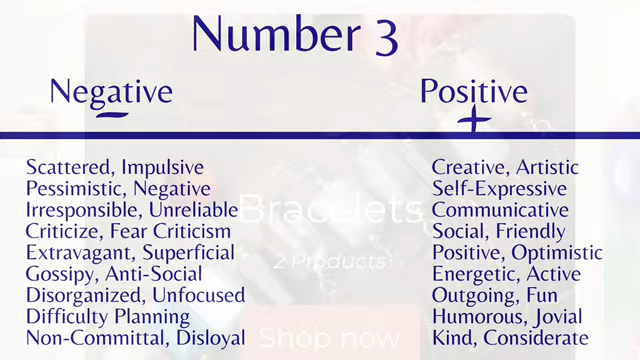 Number 3
Negative
Positive
−
+
Scattered, Impulsive
Pessimistic, Negative
Irresponsible, Unreliable
Criticize, Fear Criticism
Extravagant, Superficial
Gossipy, Anti-Social
Disorganized, Unfocused
Difficulty Planning
Non-Committal, Disloyal
Creative, Artistic
Self-Expressive
Communicative
Social, Friendly
Positive, Optimistic
Energetic, Active
Outgoing, Fun
Humorous, Jovial
Kind, Considerate
Bracelets
2 Products
Shop now